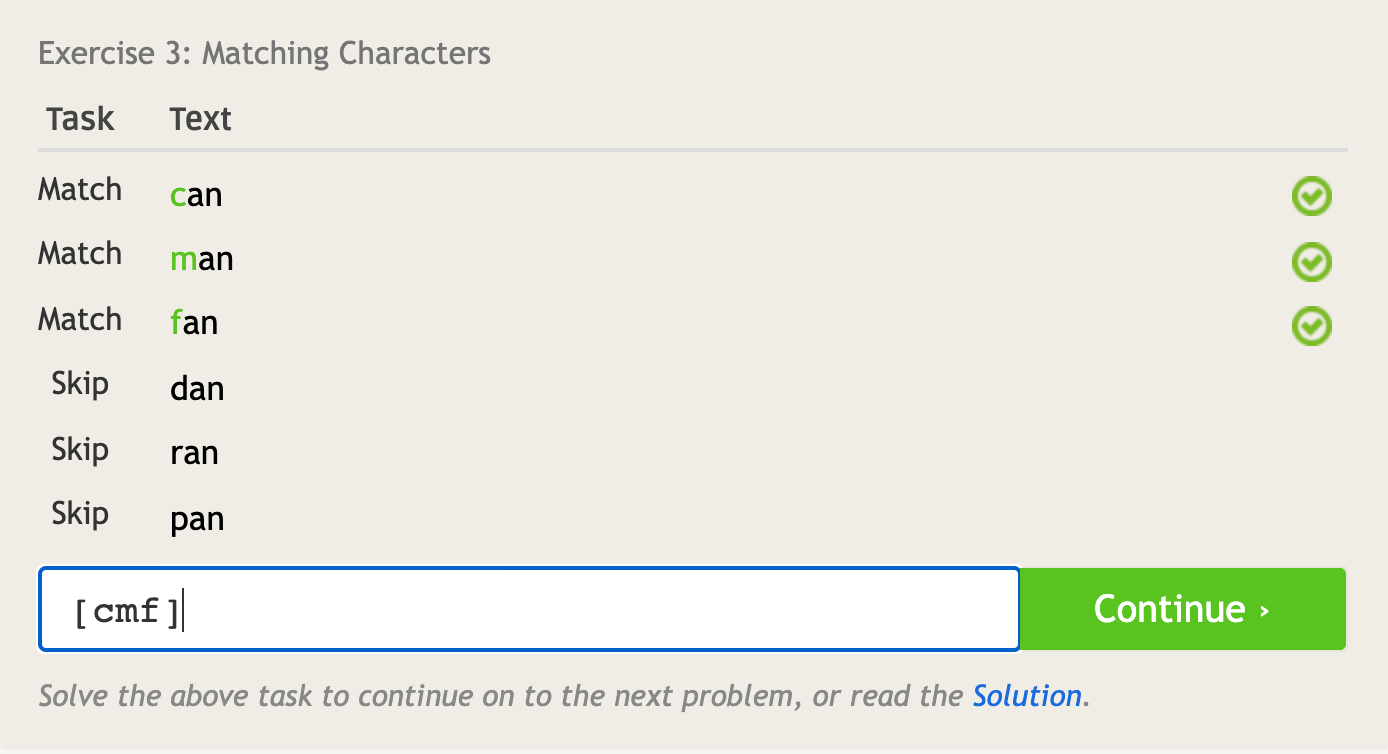 Exercise 3: Matching Characters
Task Text
Match can
Match man
Match fan
Skip dan
Skip ran
Skip pan
[cmf] Continue ›
Solve the above task to continue on to the next problem, or read the Solution.